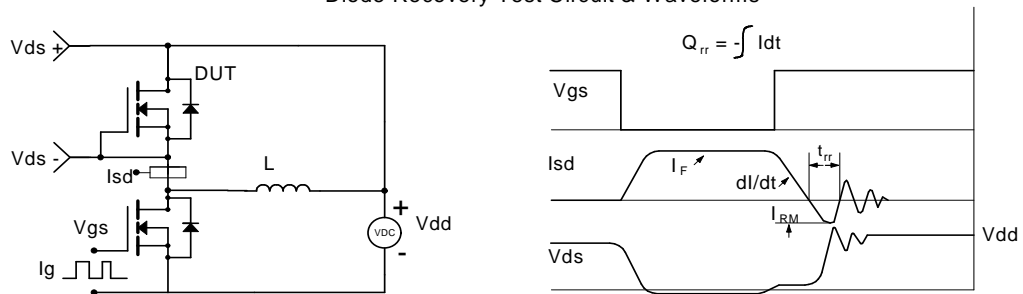 Diode Recovery Test Circuit & Waveforms
Vds +
DUT
Vds -
Isd
L
Vgs
Ig
+
VDC
-
Vdd
Q rr = - ∫ Idt
Vgs
Isd
I F
dI/dt
t rr
I RM
Vds
Vdd